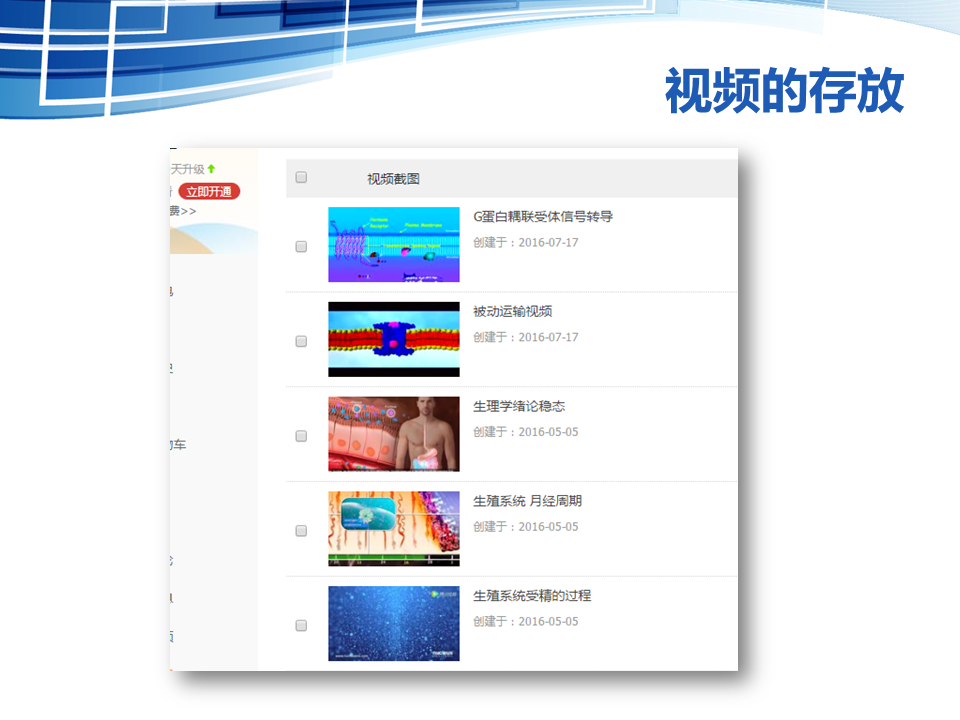 视频的存放
天升级
立即开通
费>>
视频截图
G蛋白耦联受体信号转导
创建于：2016-07-17
被动运输视频
创建于：2016-07-17
生理学绪论稳态
创建于：2016-05-05
生殖系统 月经周期
创建于：2016-05-05
生殖系统受精的过程
创建于：2016-05-05
物车